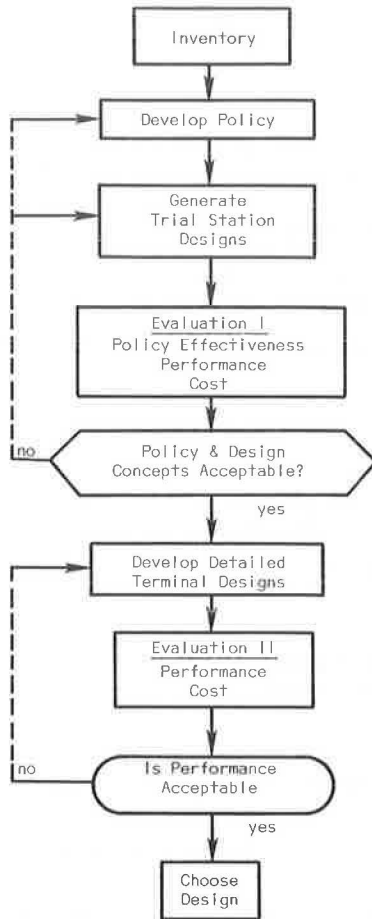 Inventory
Develop Policy
Generate
Trial Station
Designs
Evaluation I
Policy Effectiveness
Performance
Cost
no
Policy & Design
Concepts Acceptable?
yes
Develop Detailed
Terminal Designs
Evaluation II
Performance
Cost
no
Is Performance
Acceptable
yes
Choose
Design